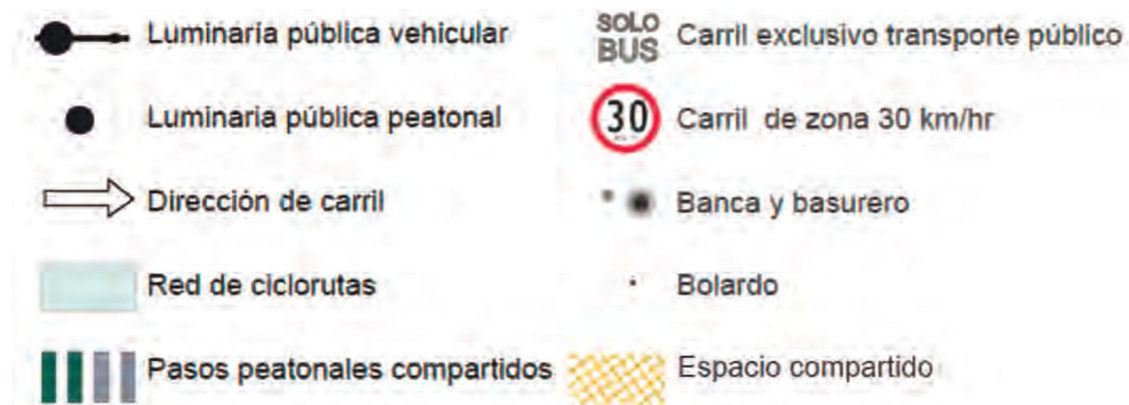 Luminaria pública vehicular
Luminaria pública peatonal
Dirección de carril
Red de ciclorutas
Pasos peatonales compartidos
SOLO
BUS
Carril exclusivo transporte público
30
Carril de zona 30 km/hr
Banca y basurero
Bolardo
Espacio compartido